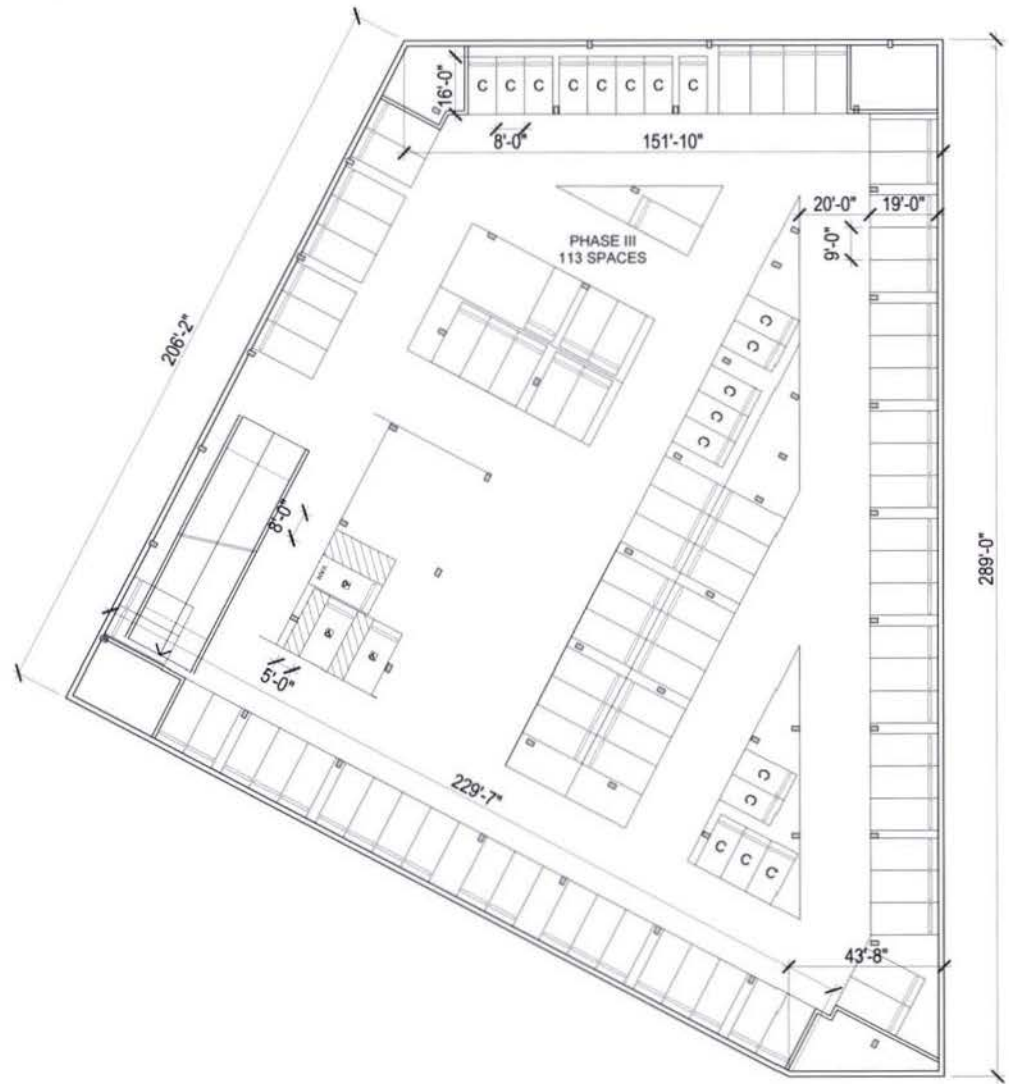 16'-0"
C C C C C C C C
8'-0"
151'-10"
20'-0" 19'-0"
9'-0"
PHASE III
113 SPACES
C
C
C
C
C
206'-2"
8'-0"
VAN
5'-0"
289'-0"
229'-7"
C
C
C C C
43'-8"